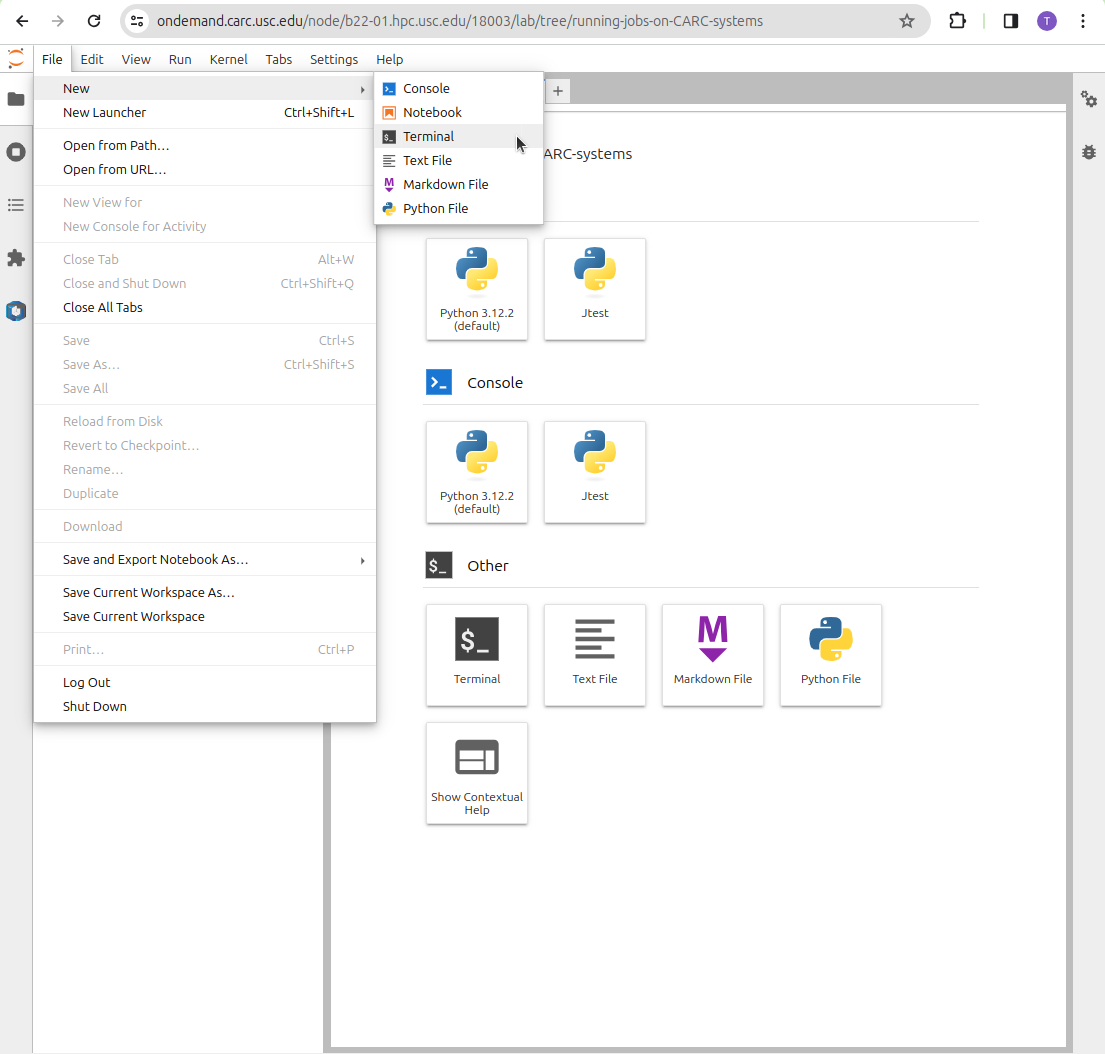 ondemand.carc.usc.edu/node/b22-01.hpc.usc.edu/18003/lab/tree/running-jobs-on-CARC-systems
T
File Edit View Run Kernel Tabs Settings Help
New
New Launcher Ctrl+Shift+L
Open from Path…
Open from URL…
New View for
New Console for Activity
Close Tab Alt+W
Close and Shut Down Ctrl+Shift+Q
Close All Tabs
Save Ctrl+S
Save As… Ctrl+Shift+S
Save All
Reload from Disk
Revert to Checkpoint…
Rename…
Duplicate
Download
Save and Export Notebook As…
Save Current Workspace As…
Save Current Workspace
Print… Ctrl+P
Log Out
Shut Down
Console
Notebook
$_ Terminal
Text File
M Markdown File
Python File
+
ARC-systems
Python 3.12.2
(default)
Jtest
Console
Python 3.12.2
(default)
Jtest
$_ Other
$_
Terminal
Text File
M
Markdown File
Python File
Show Contextual
Help